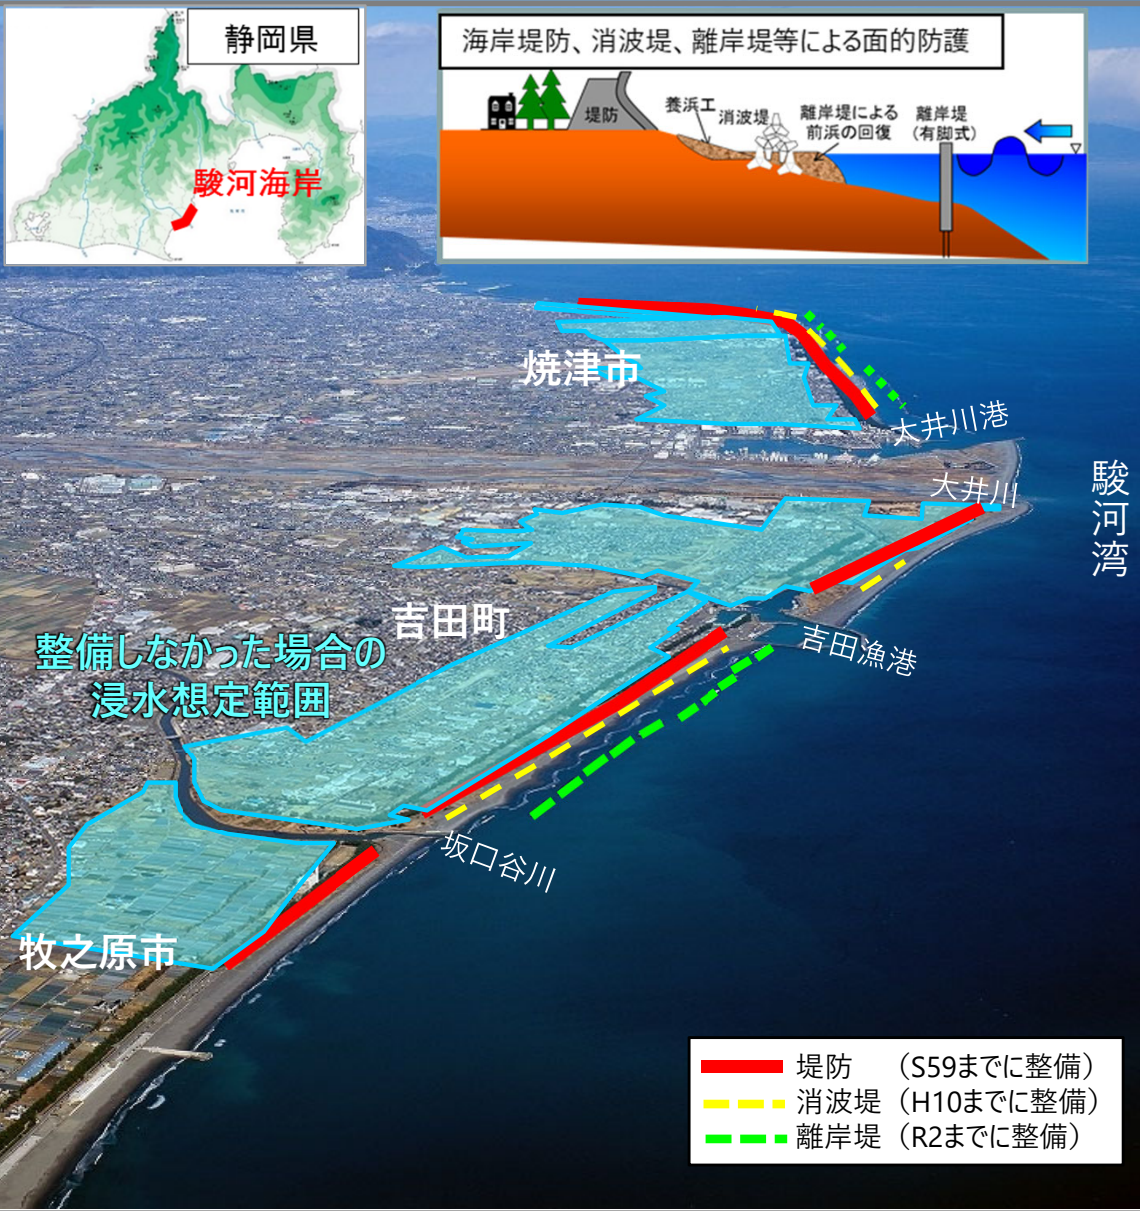 静岡県
駿河海岸
海岸堤防、消波堤、離岸堤等による面的防護
堤防
養浜工
消波堤
離岸堤による
前浜の回復
離岸堤
（有脚式）
焼津市
大井川港
大井川
駿河湾
吉田町
吉田漁港
整備しなかった場合の
浸水想定範囲
坂口谷川
牧之原市
堤防 （S59までに整備）
消波堤（H10までに整備）
離岸堤（R2までに整備）